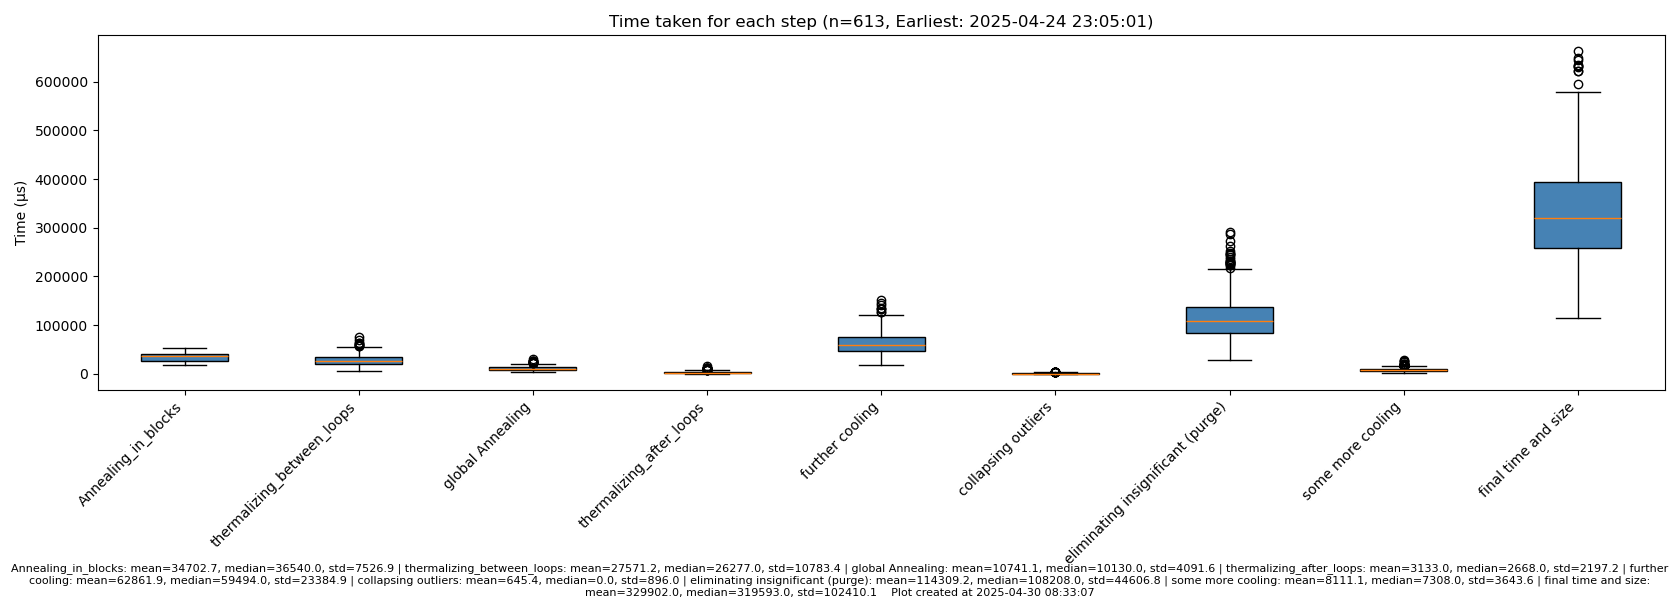 Time taken for each step (n=613, Earliest: 2025-04-24 23:05:01)
Time (µs)
600000
500000
400000
300000
200000
100000
0
Annealing_in_blocks
thermalizing_between_loops
global Annealing
thermalizing_after_loops
further cooling
collapsing outliers
eliminating insignificant (purge)
some more cooling
final time and size
Annealing_in_blocks: mean=34702.7, median=36540.0, std=7526.9 | thermalizing_between_loops: mean=27571.2, median=26277.0, std=10783.4 | global Annealing: mean=10741.1, median=10130.0, std=4091.6 | thermalizing_after_loops: mean=3133.0, median=2668.0, std=2197.2 | further
cooling: mean=62861.9, median=59494.0, std=23384.9 | collapsing outliers: mean=645.4, median=0.0, std=896.0 | eliminating insignificant (purge): mean=114309.2, median=108208.0, std=44606.8 | some more cooling: mean=8111.1, median=7308.0, std=3643.6 | final time and size:
mean=329902.0, median=319593.0, std=102410.1    Plot created at 2025-04-30 08:33:07